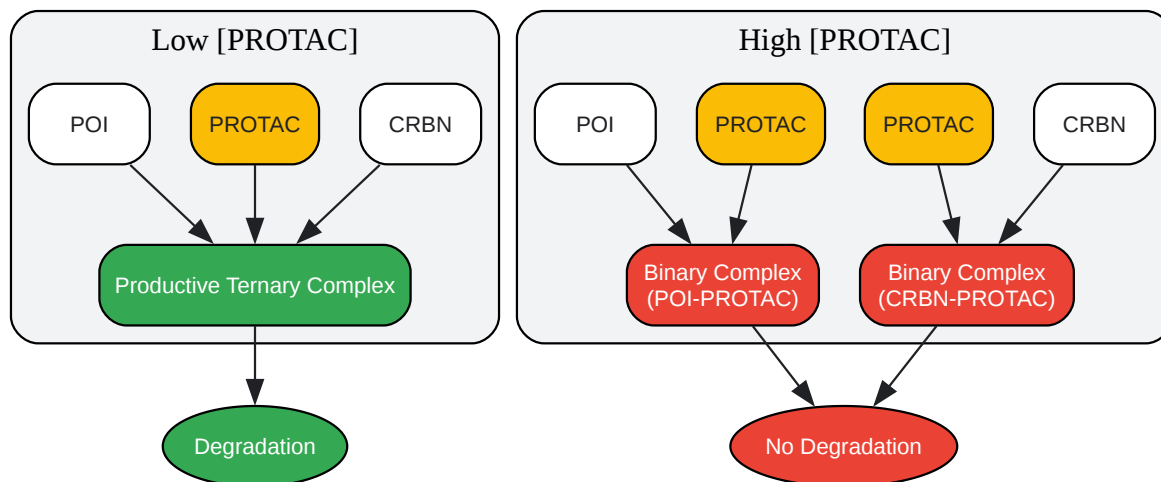 Low [PROTAC]
POI
PROTAC
CRBN
Productive Ternary Complex
Degradation
High [PROTAC]
POI
PROTAC
PROTAC
CRBN
Binary Complex
(POI-PROTAC)
Binary Complex
(CRBN-PROTAC)
No Degradation